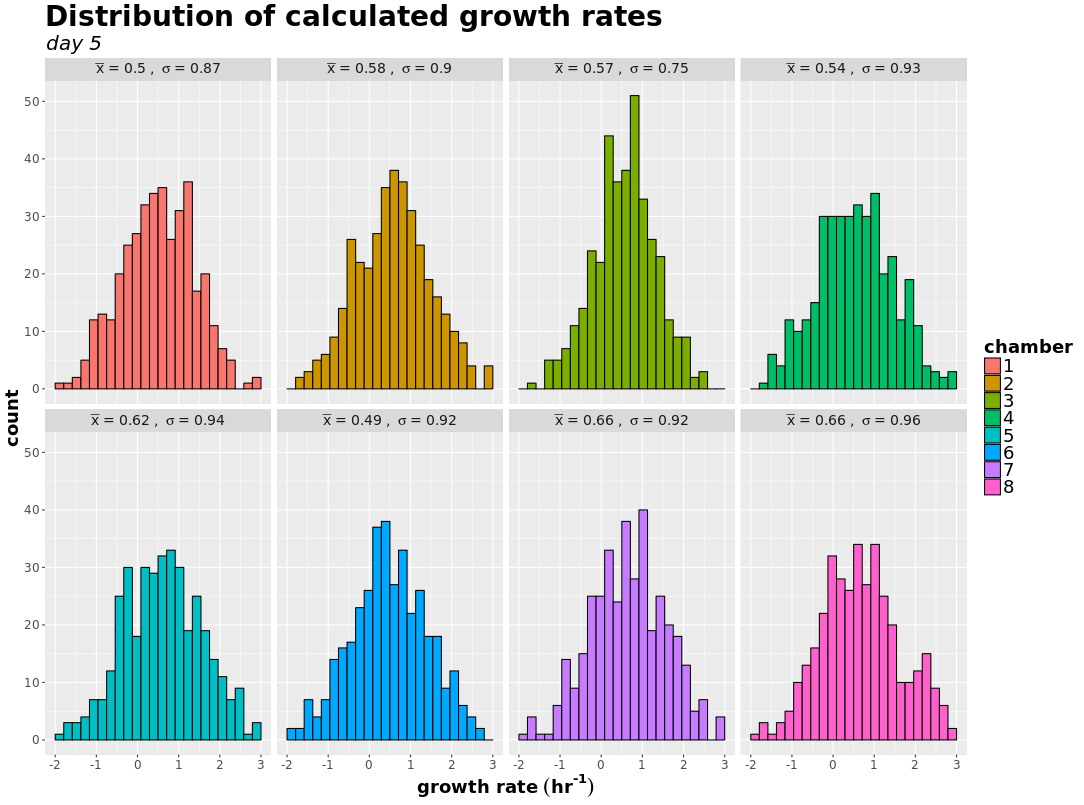 Distribution of calculated growth rates
day 5
x̅ = 0.5 , σ = 0.87
x̅ = 0.58 , σ = 0.9
x̅ = 0.57 , σ = 0.75
x̅ = 0.54 , σ = 0.93
50
40
30
20
10
0
x̅ = 0.62 , σ = 0.94
x̅ = 0.49 , σ = 0.92
x̅ = 0.66 , σ = 0.92
x̅ = 0.66 , σ = 0.96
50
40
30
20
10
0
-2 -1 0 1 2 3
-2 -1 0 1 2 3
-2 -1 0 1 2 3
-2 -1 0 1 2 3
growth rate (hr⁻¹)
count
chamber
1
2
3
4
5
6
7
8